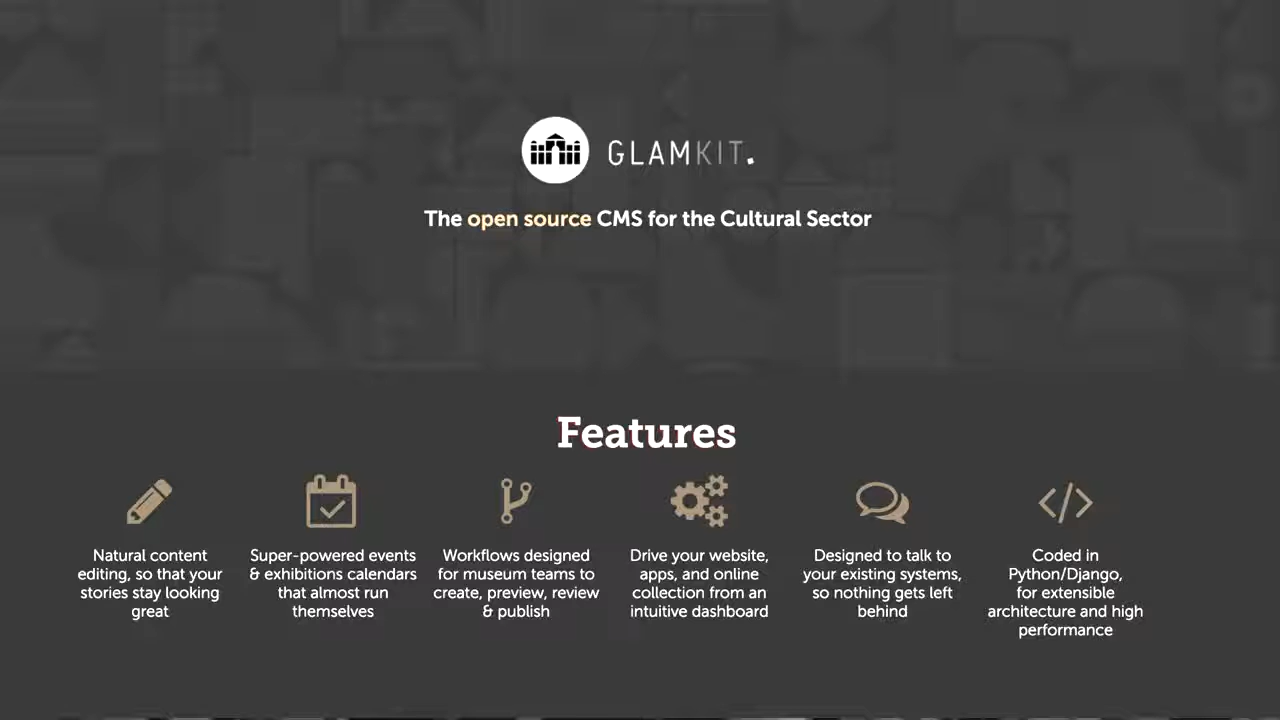 GLAMKIT.
The open source CMS for the Cultural Sector
Features
Natural content
editing, so that your
stories stay looking
great
Super-powered events
& exhibitions calendars
that almost run
themselves
Workflows designed
for museum teams to
create, preview, review
& publish
Drive your website,
apps, and online
collection from an
intuitive dashboard
Designed to talk to
your existing systems,
so nothing gets left
behind
</>
Coded in
Python/Django,
for extensible
architecture and high
performance